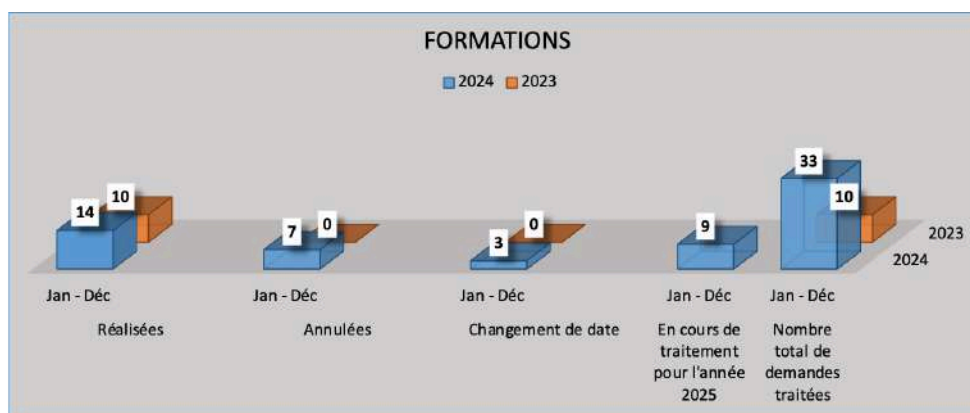 FORMATIONS
2024 2023
14
10
7
0
3
0
9
33
10
2023
2024
Jan - Déc
Jan - Déc
Jan - Déc
Jan - Déc
Jan - Déc
Réalisées
Annulées
Changement de date
En cours de
traitement
pour l'année
2025
Nombre
total de
demandes
traitées